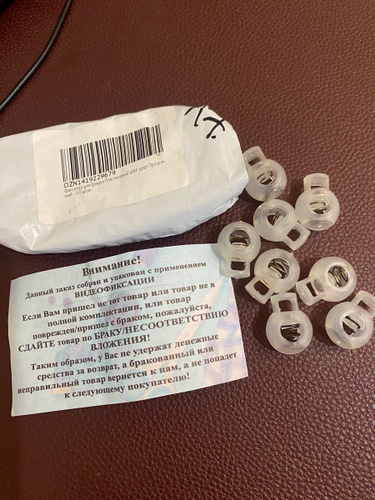 OZN1419229679
Внимание!
Данный заказ собран и упакован с применением
ВИДЕОФИКСАЦИИ
Если Вам пришел не тот товар или товар не в
полной комплектации, или товар
поврежден/пришел с браком, пожалуйста,
СДАЙТЕ товар по БРАКУ/НЕСООТВЕТСТВИЮ
ВЛОЖЕНИЯ!
Таким образом, у Вас не удержат денежные
средства за возврат, а бракованный или
неправильный товар вернется к нам, а не попадет
к следующему покупателю!